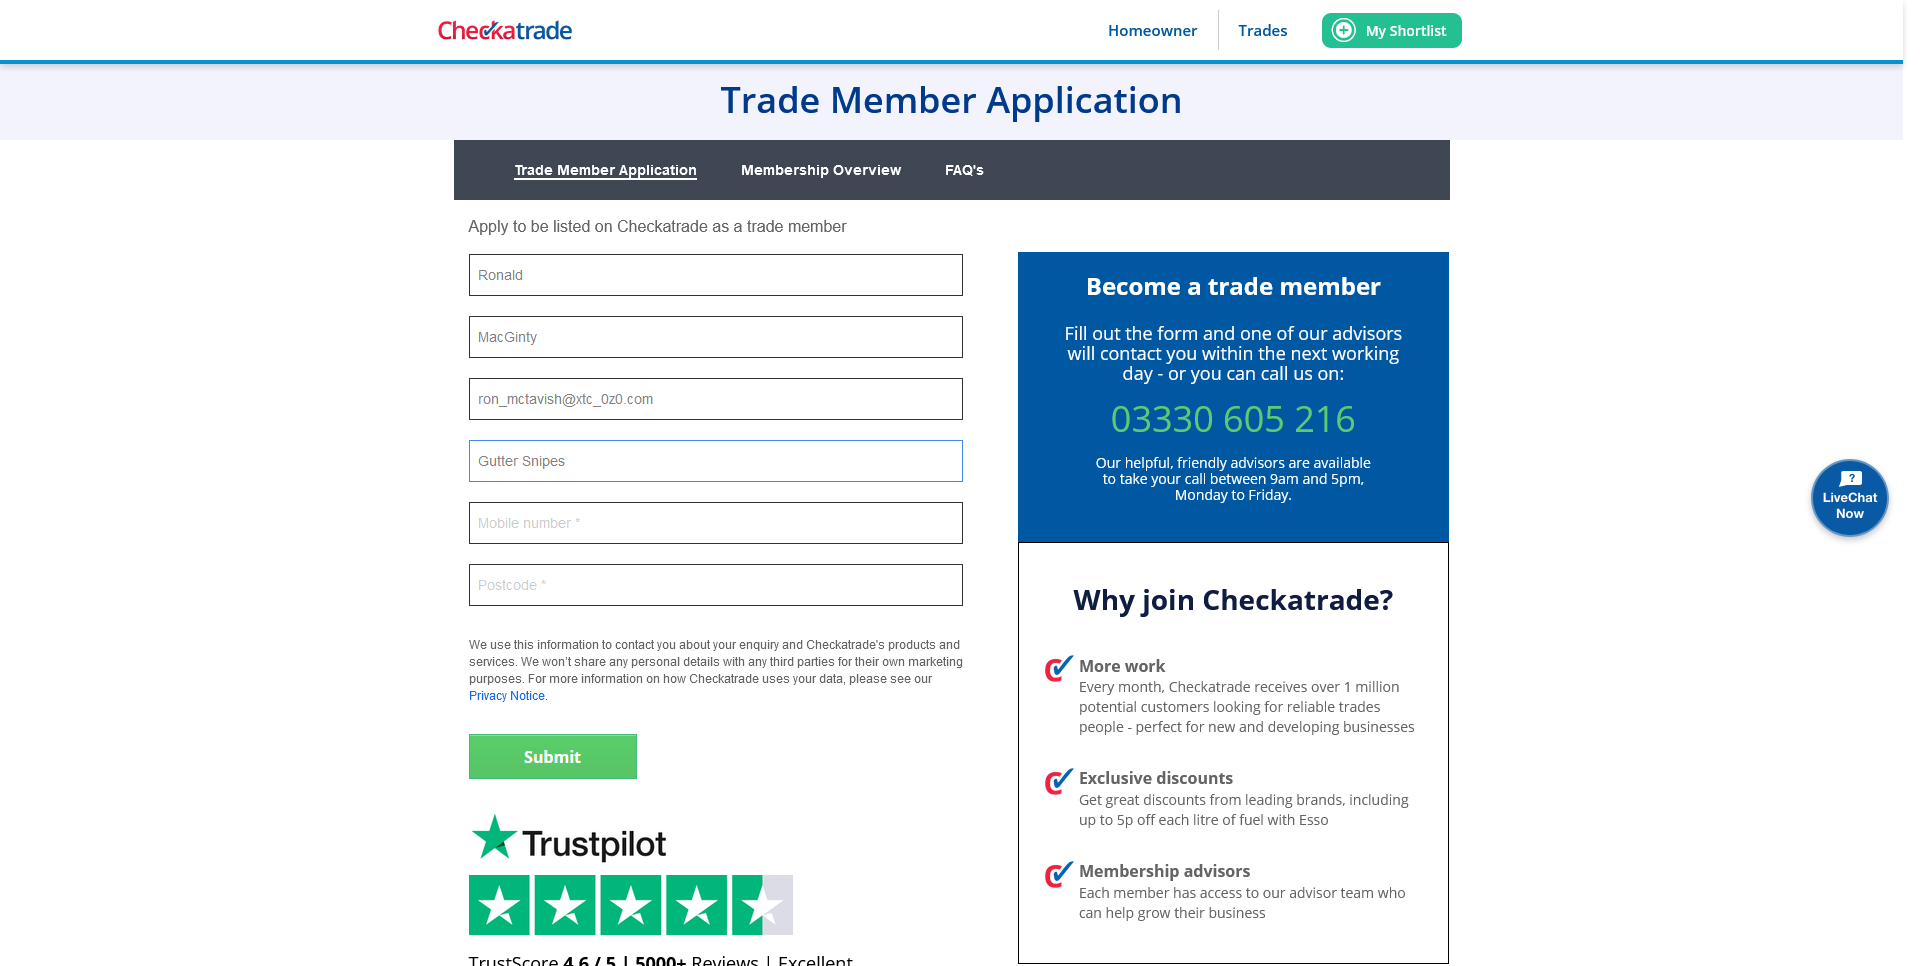 Checkatrade
Homeowner
Trades
My Shortlist
Trade Member Application
Trade Member Application
Membership Overview
FAQ's
Apply to be listed on Checkatrade as a trade member
Ronald
MacGinty
ron_mctavish@xtc_0z0.com
Gutter Snipes
Mobile number *
Postcode *
We use this information to contact you about your enquiry and Checkatrade's products and
services. We won't share any personal details with any third parties for their own marketing
purposes. For more information on how Checkatrade uses your data, please see our
Privacy Notice.
Submit
Trustpilot
TrustScore 4.6 / 5 | 5000+ Reviews | Excellent
Become a trade member
Fill out the form and one of our advisors
will contact you within the next working
day - or you can call us on:
03330 605 216
Our helpful, friendly advisors are available
to take your call between 9am and 5pm,
Monday to Friday.
Why join Checkatrade?
More work
Every month, Checkatrade receives over 1 million
potential customers looking for reliable trades
people - perfect for new and developing businesses
Exclusive discounts
Get great discounts from leading brands, including
up to 5p off each litre of fuel with Esso
Membership advisors
Each member has access to our advisor team who
can help grow their business
?
LiveChat
Now